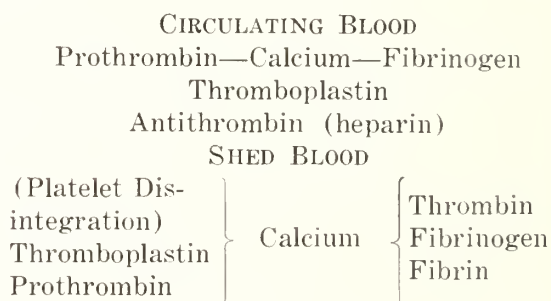 CIRCULATING BLOOD
Prothrombin—Calcium—Fibrinogen
Thromboplastin
Antithrombin (heparin)
SHED BLOOD
(Platelet Dis-
integration)
Thromboplastin
Prothrombin
Calcium
Thrombin
Fibrinogen
Fibrin